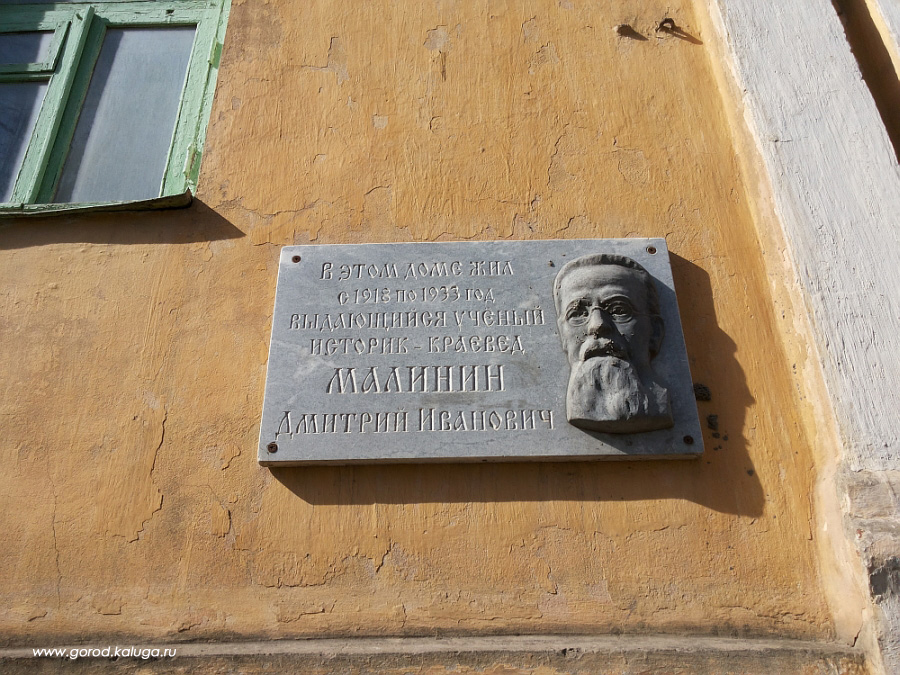 В ЭТОМ ДОМЕ ЖИЛ
С 1918 ПО 1933 ГОД
ВЫДАЮЩИЙСЯ УЧЕНЫЙ
ИСТОРИК - КРАЕВЕД
МАЛИНИН
ДМИТРИЙ ИВАНОВИЧ
www.gorod.kaluga.ru